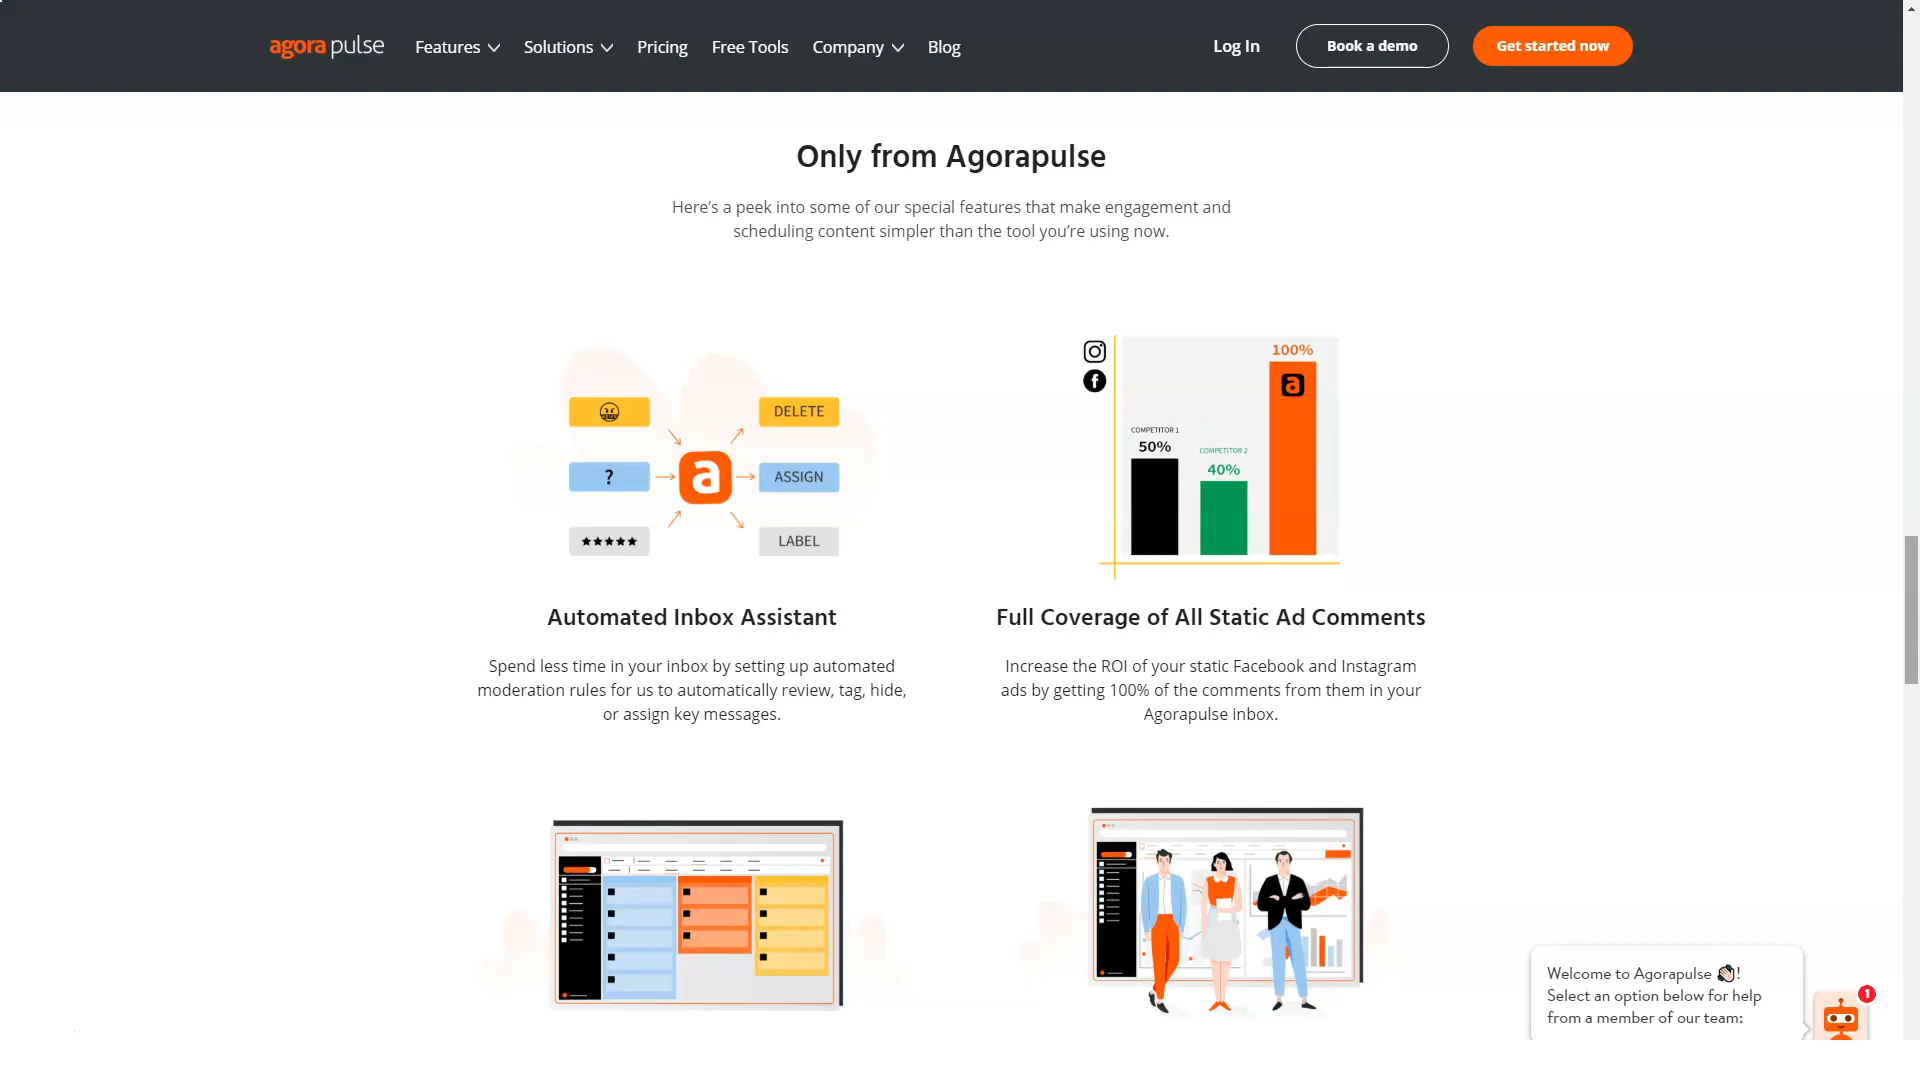 agorapulse Features Solutions Pricing Free Tools Company Blog Log In Book a demo Get started now
Only from Agorapulse
Here’s a peek into some of our special features that make engagement and
scheduling content simpler than the tool you’re using now.
DELETE
? a ASSIGN
★★★★★ LABEL
100%
a
COMPETITOR 1
50%
COMPETITOR 2
40%
Automated Inbox Assistant
Spend less time in your inbox by setting up automated
moderation rules for us to automatically review, tag, hide,
or assign key messages.
Full Coverage of All Static Ad Comments
Increase the ROI of your static Facebook and Instagram
ads by getting 100% of the comments from them in your
Agorapulse inbox.
Welcome to Agorapulse 👋!
Select an option below for help
from a member of our team:
1